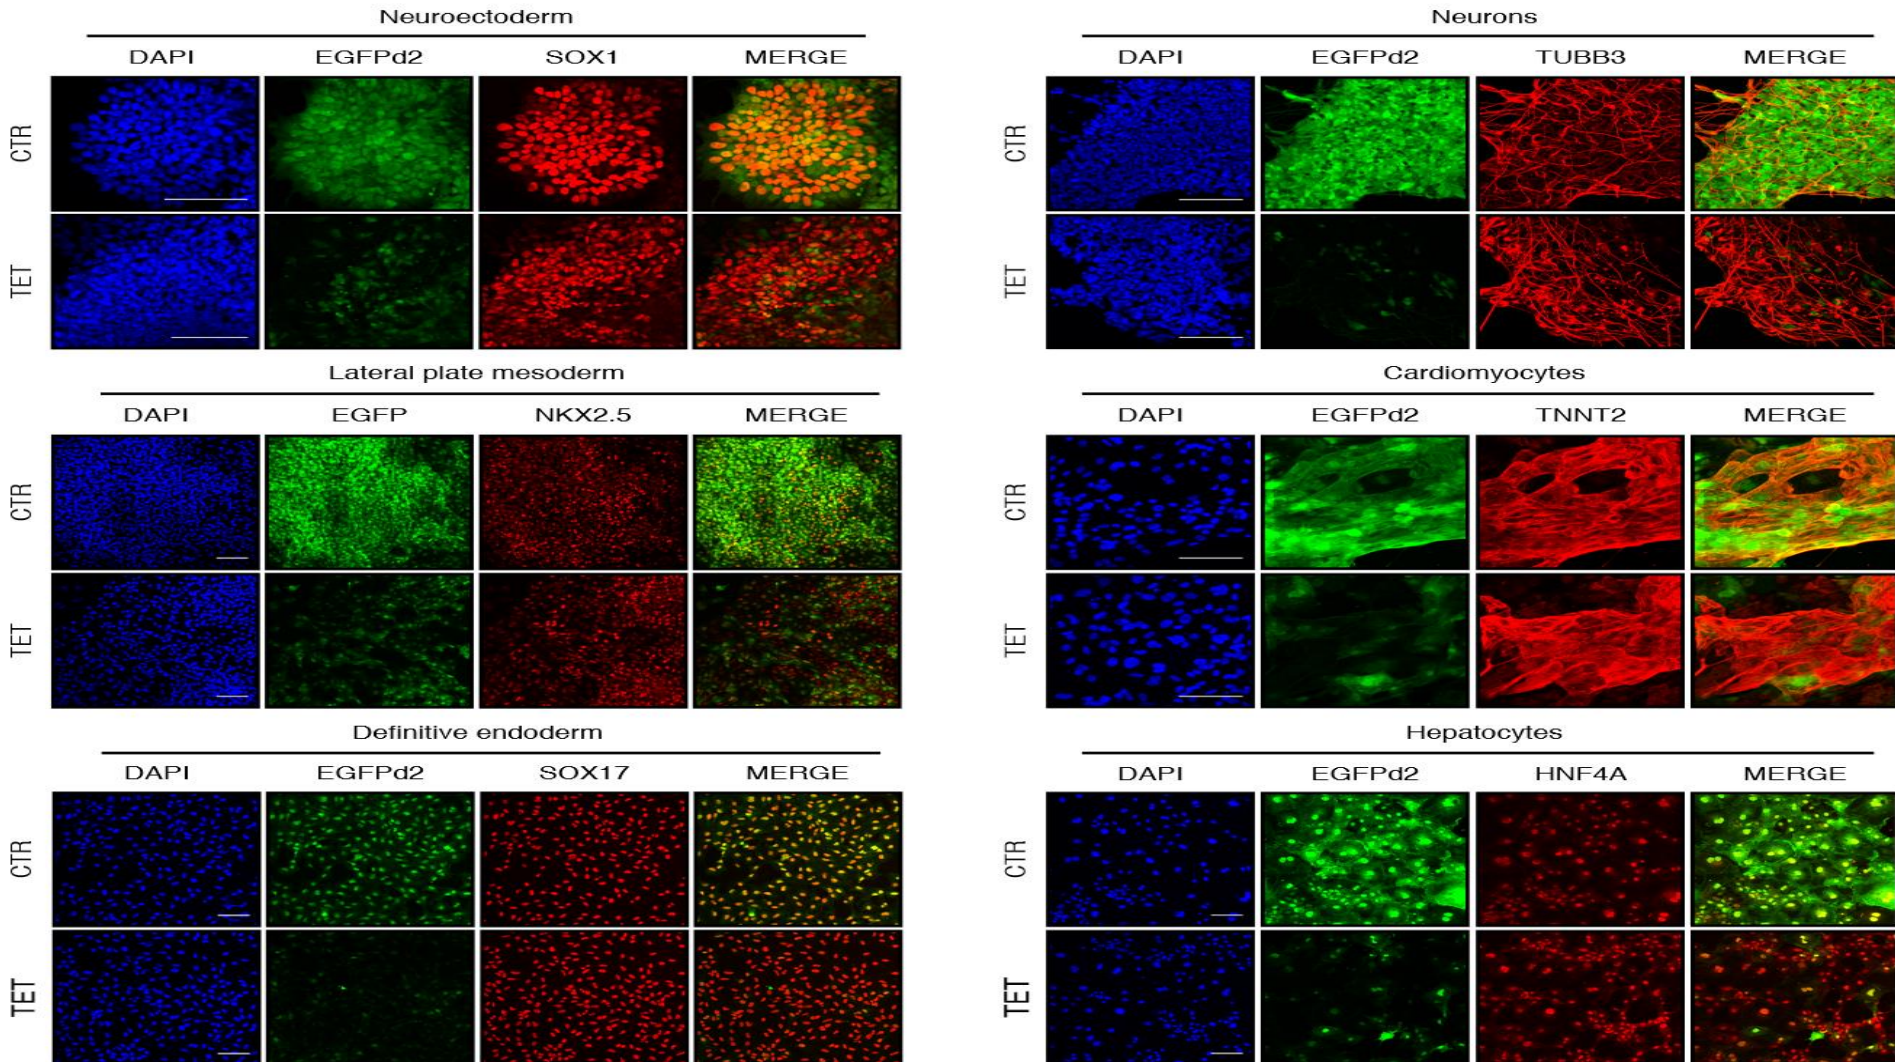 Neuroectoderm
DAPI EGFPd2 SOX1 MERGE
CTR
TET
Lateral plate mesoderm
DAPI EGFP NKX2.5 MERGE
CTR
TET
Definitive endoderm
DAPI EGFPd2 SOX17 MERGE
CTR
TET
Neurons
DAPI EGFPd2 TUBB3 MERGE
CTR
TET
Cardiomyocytes
DAPI EGFPd2 TNNT2 MERGE
CTR
TET
Hepatocytes
DAPI EGFPd2 HNF4A MERGE
CTR
TET